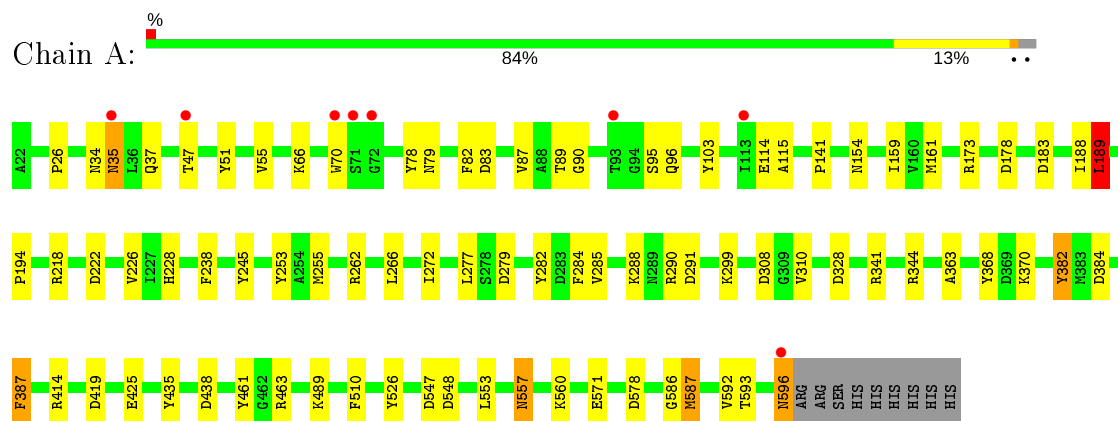 %
Chain A:
84% 13% • •
A22 P26 N34 N35 L36 Q37 T47 Y51 V55 K66 W70 S71 G72 Y78 N79 F82 D83 V87 A88 T89 G90 T93 G94 S95 Q96 Y103 I113 E114 A115 P141 N154 I159 V160 M161 R173 D178 D183 I188 L189
P194 R218 D222 V226 I227 H228 F238 Y245 Y253 A254 M255 R262 L266 I272 L277 S278 D279 Y282 D283 F284 V285 K288 N289 R290 D291 K299 D308 G309 V310 D328 R341 R344 A363 Y368 D369 K370 Y382 M383 D384
F387 R414 D419 E425 Y435 D438 Y461 G462 R463 K489 F510 Y526 D547 D548 L553 N557 K560 E571 D578 G586 M587 V592 T593 N596 ARG ARG SER HIS HIS HIS HIS HIS HIS